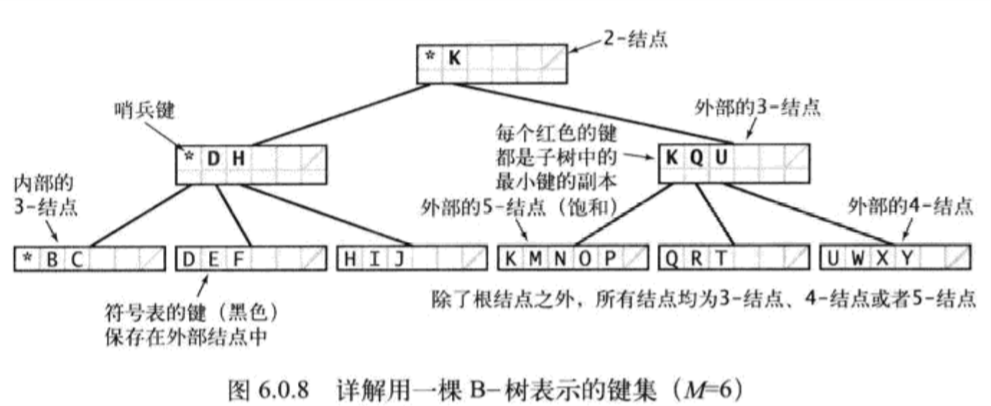 2-结点
* K
哨兵键
外部的3-结点
每个红色的键
都是子树中的
最小键的副本
* D H
K Q U
内部的
3-结点
外部的5-结点（饱和）
外部的4-结点
* B C
D E F
H I J
K M N O P
Q R T
U W X Y
符号表的键（黑色）
保存在外部结点中
除了根结点之外，所有结点均为3-结点、4-结点或者5-结点
图 6.0.8 详解用一棵 B-树表示的键集（M=6）